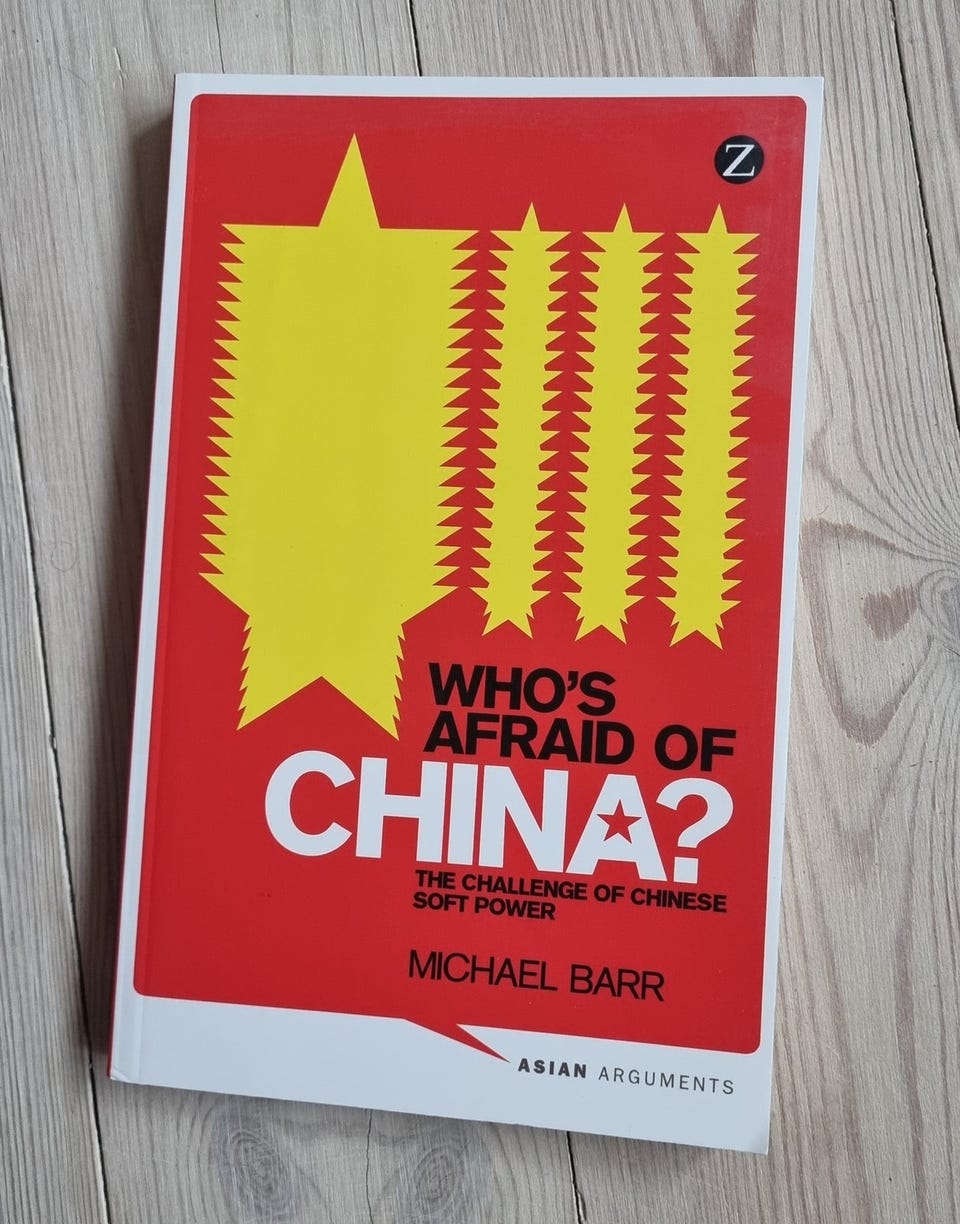 Z
WHO'S
AFRAID OF
CHINA?
THE CHALLENGE OF CHINESE
SOFT POWER
MICHAEL BARR
ASIAN ARGUMENTS